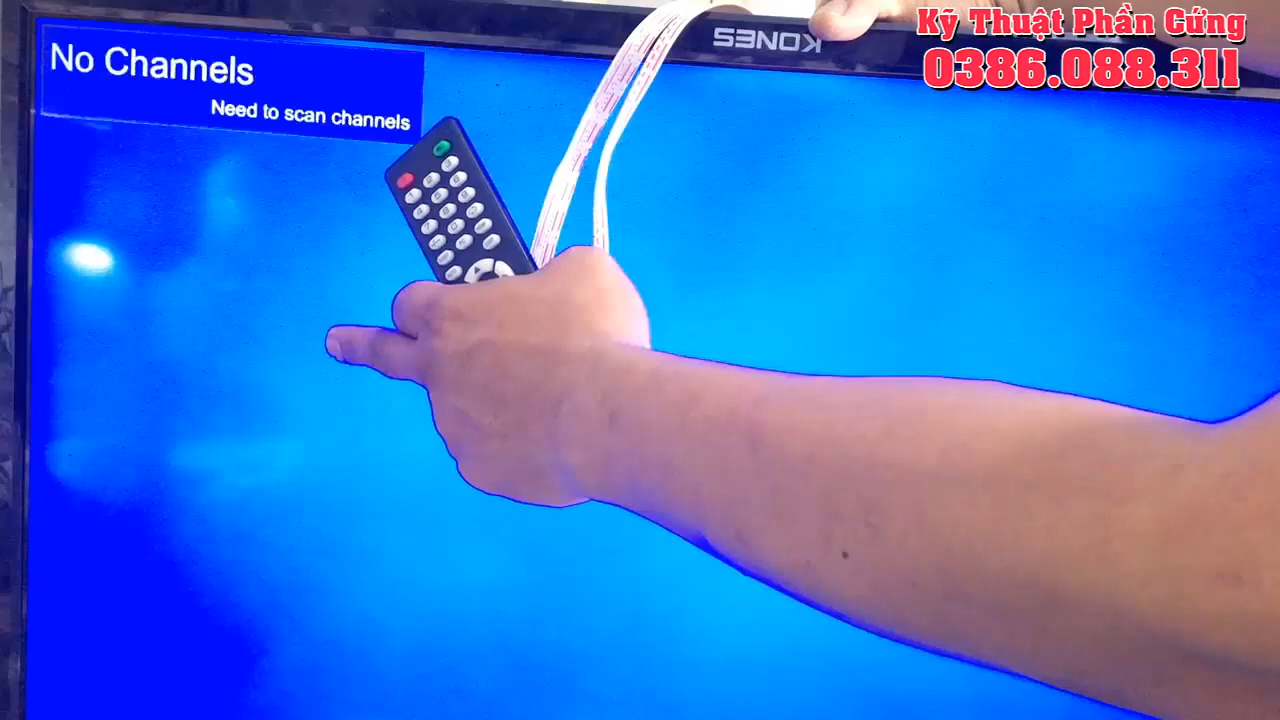 No Channels
Need to scan channels
KONES
Kỹ Thuật Phần Cứng
0386.088.311